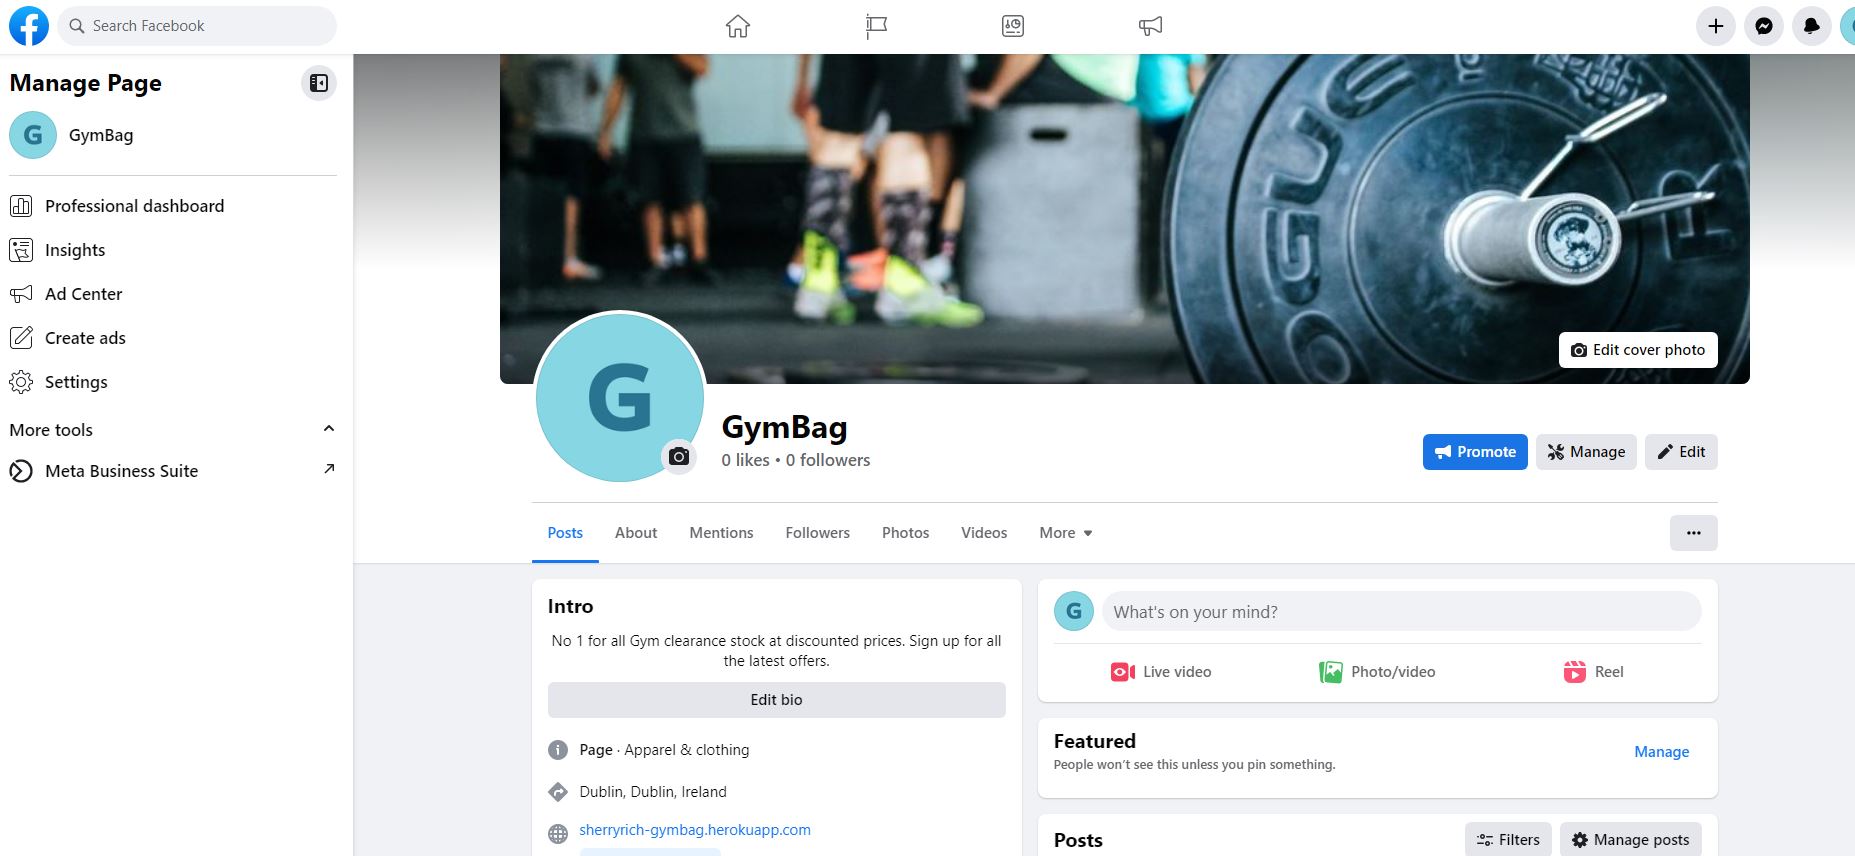 Search Facebook
Manage Page
G
GymBag
Professional dashboard
Insights
Ad Center
Create ads
Settings
More tools
Meta Business Suite
OGUE
Edit cover photo
G
GymBag
0 likes • 0 followers
Promote
Manage
Edit
Posts
About
Mentions
Followers
Photos
Videos
More
Intro
No 1 for all Gym clearance stock at discounted prices. Sign up for all
the latest offers.
Edit bio
Page · Apparel & clothing
Dublin, Dublin, Ireland
sherryrich-gymbag.herokuapp.com
G
What's on your mind?
Live video
Photo/video
Reel
Featured
Manage
People won’t see this unless you pin something.
Posts
Filters
Manage posts